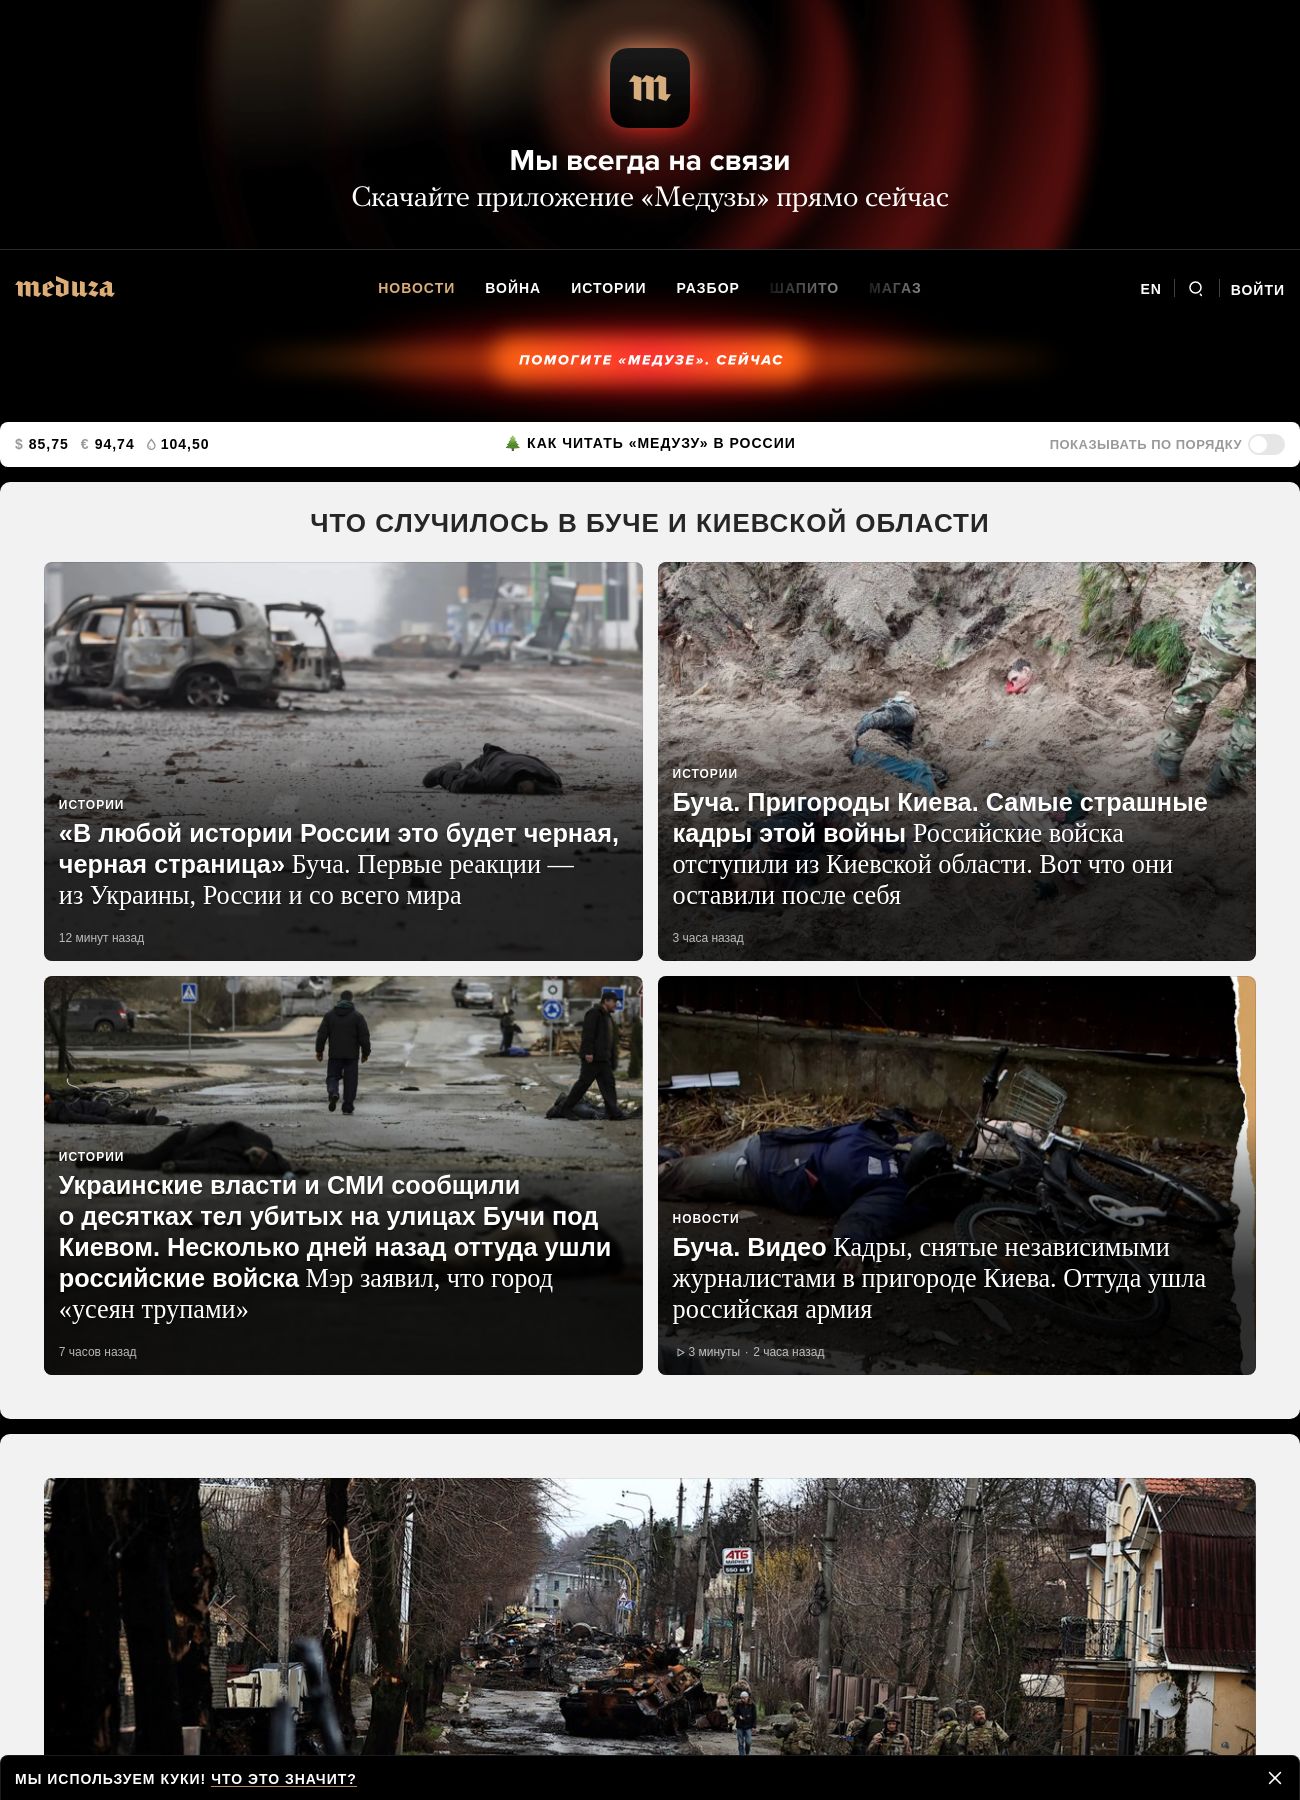 m
Мы всегда на связи
Скачайте приложение «Медузы» прямо сейчас
meduza
НОВОСТИ ВОЙНА ИСТОРИИ РАЗБОР ШАПИТО МАГАЗ
EN ВОЙТИ
ПОМОГИТЕ «МЕДУЗЕ». СЕЙЧАС
$ 85,75 € 94,74 104,50
КАК ЧИТАТЬ «МЕДУЗУ» В РОССИИ
ПОКАЗЫВАТЬ ПО ПОРЯДКУ
ЧТО СЛУЧИЛОСЬ В БУЧЕ И КИЕВСКОЙ ОБЛАСТИ
ИСТОРИИ
«В любой истории России это будет черная,
черная страница» Буча. Первые реакции —
из Украины, России и со всего мира
12 минут назад
ИСТОРИИ
Буча. Пригороды Киева. Самые страшные
кадры этой войны Российские войска
отступили из Киевской области. Вот что они
оставили после себя
3 часа назад
ИСТОРИИ
Украинские власти и СМИ сообщили
о десятках тел убитых на улицах Бучи под
Киевом. Несколько дней назад оттуда ушли
российские войска Мэр заявил, что город
«усеян трупами»
7 часов назад
НОВОСТИ
Буча. Видео Кадры, снятые независимыми
журналистами в пригороде Киева. Оттуда ушла
российская армия
3 минуты · 2 часа назад
АТБ
МАРКЕТ
550 м
МЫ ИСПОЛЬЗУЕМ КУКИ! ЧТО ЭТО ЗНАЧИТ?